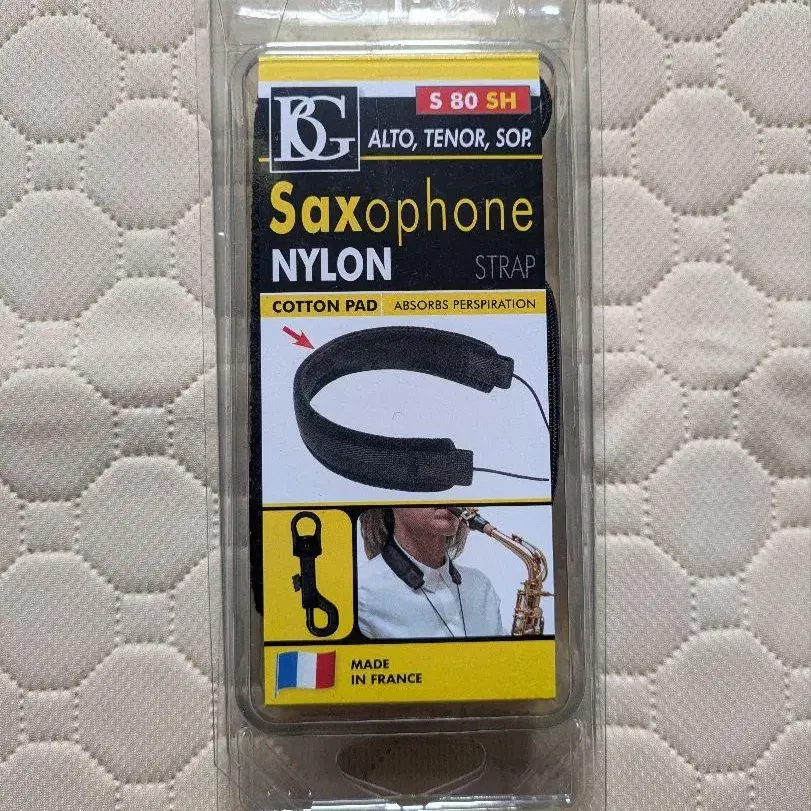 BG
S 80 SH
ALTO, TENOR, SOP.
Saxophone
NYLON STRAP
COTTON PAD ABSORBS PERSPIRATION
MADE
IN FRANCE